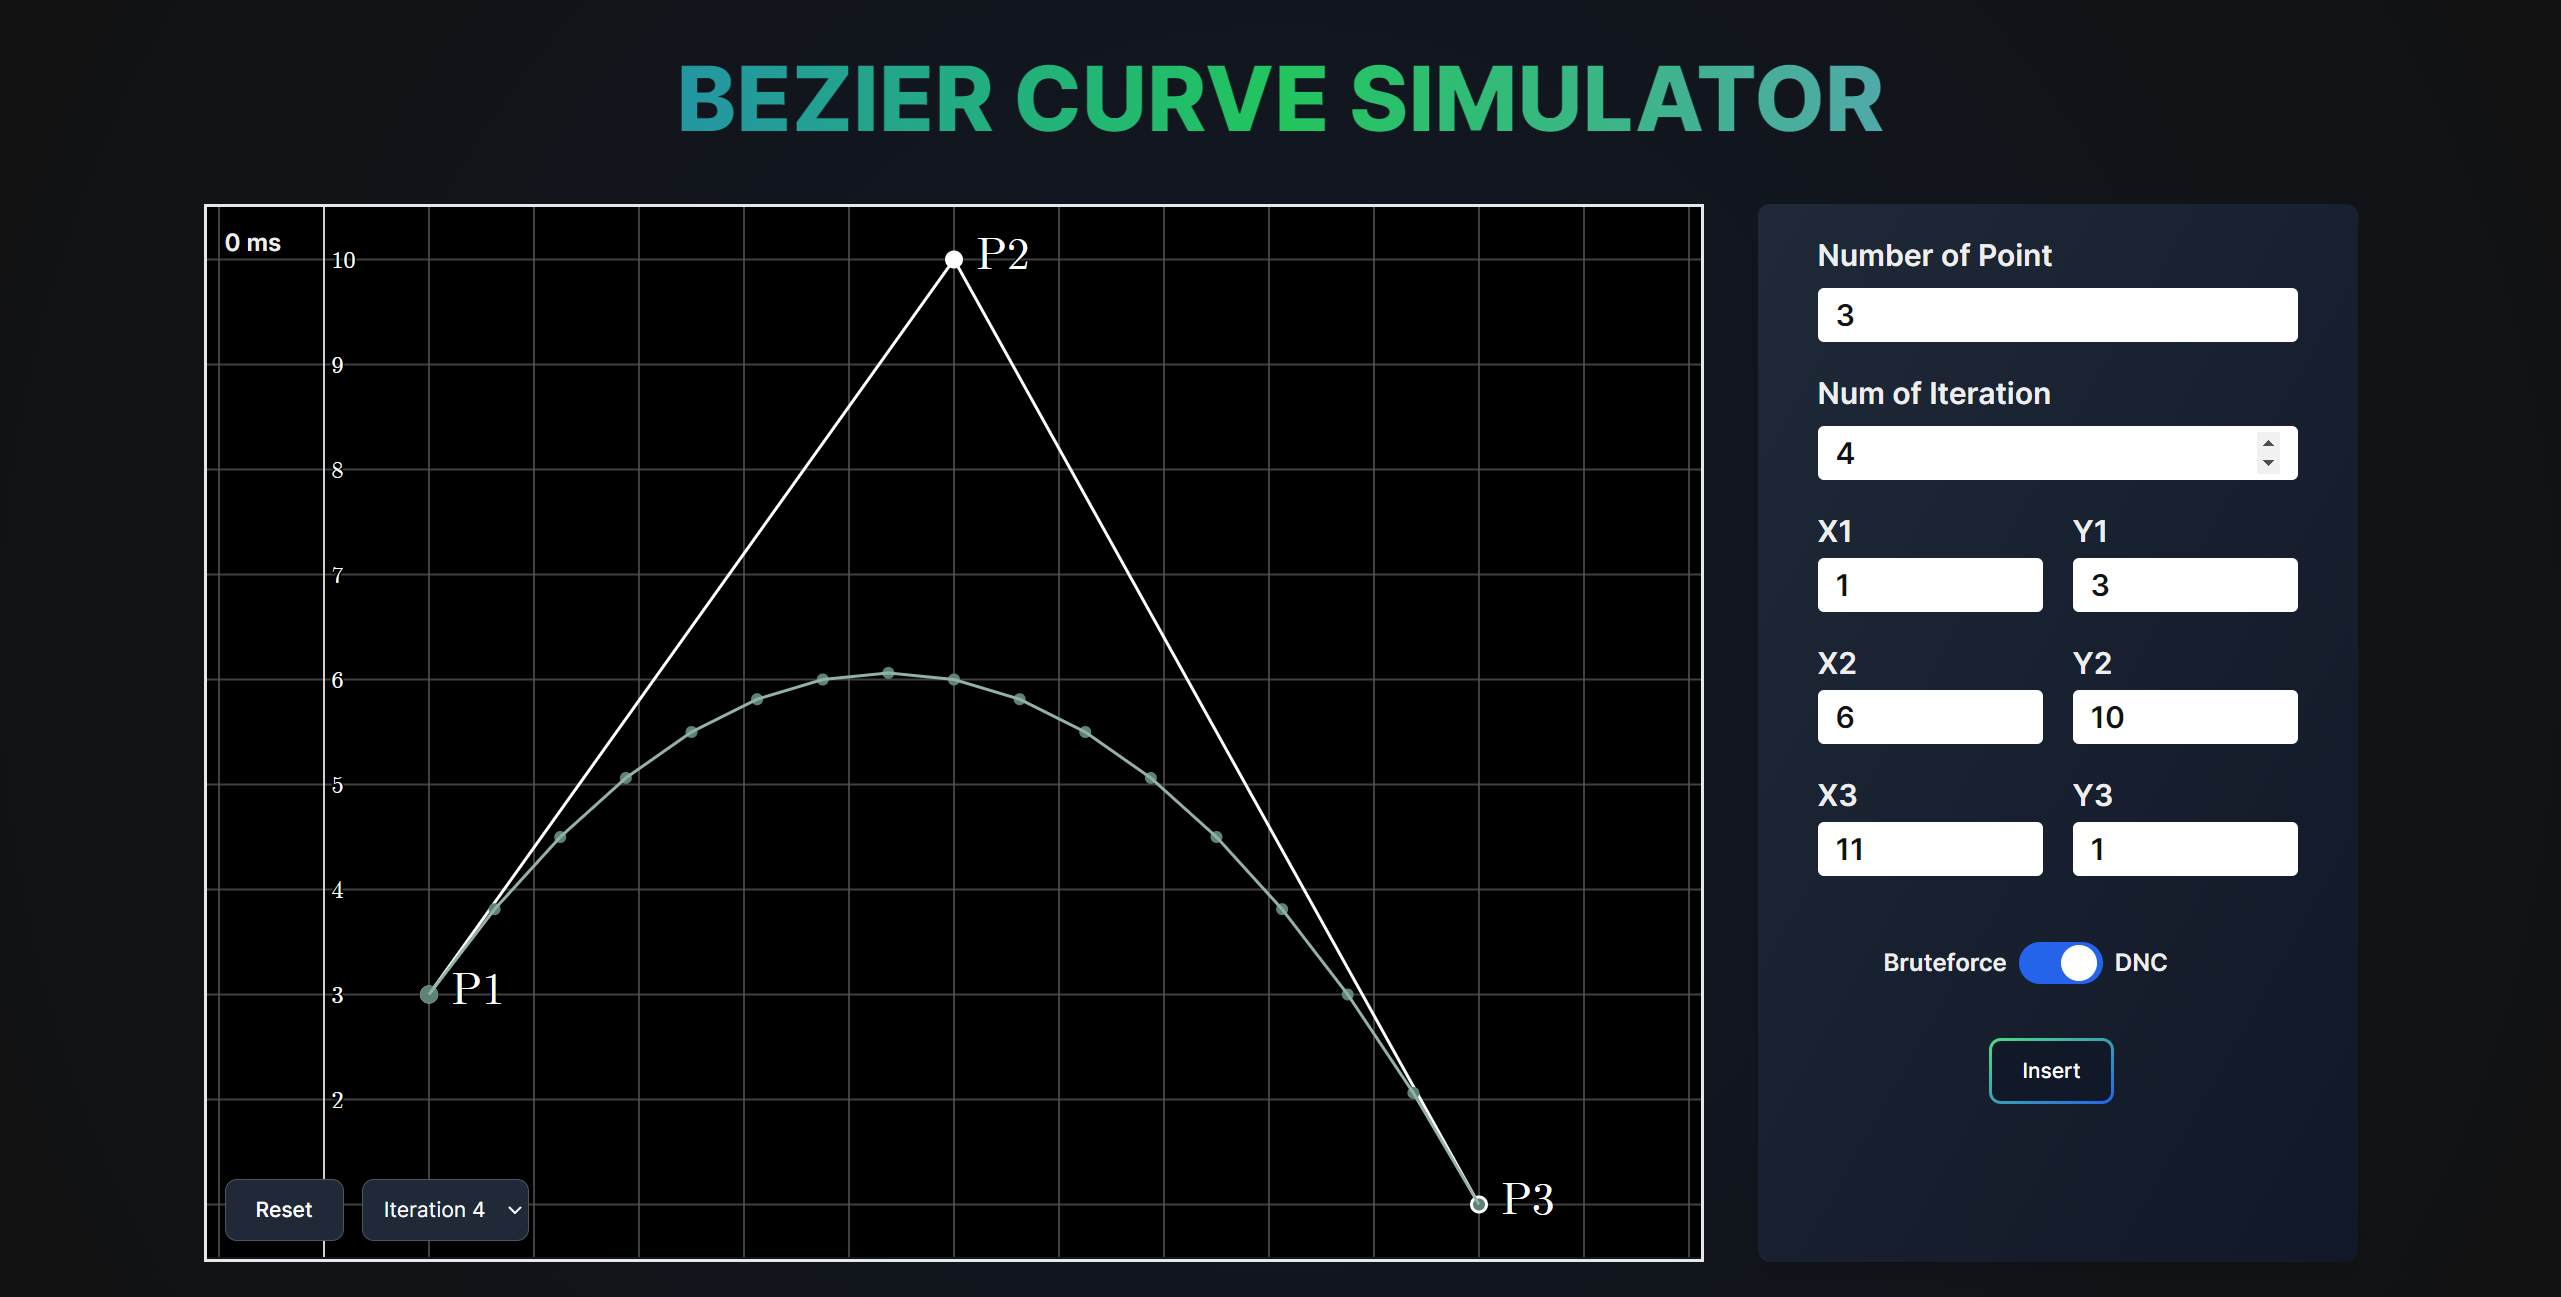 BEZIER CURVE SIMULATOR
0 ms
10
P2
9
8
7
6
5
4
3
P1
2
P3
Reset
Iteration 4
Number of Point
3
Num of Iteration
4
X1 Y1
1 3
X2 Y2
6 10
X3 Y3
11 1
Bruteforce DNC
Insert